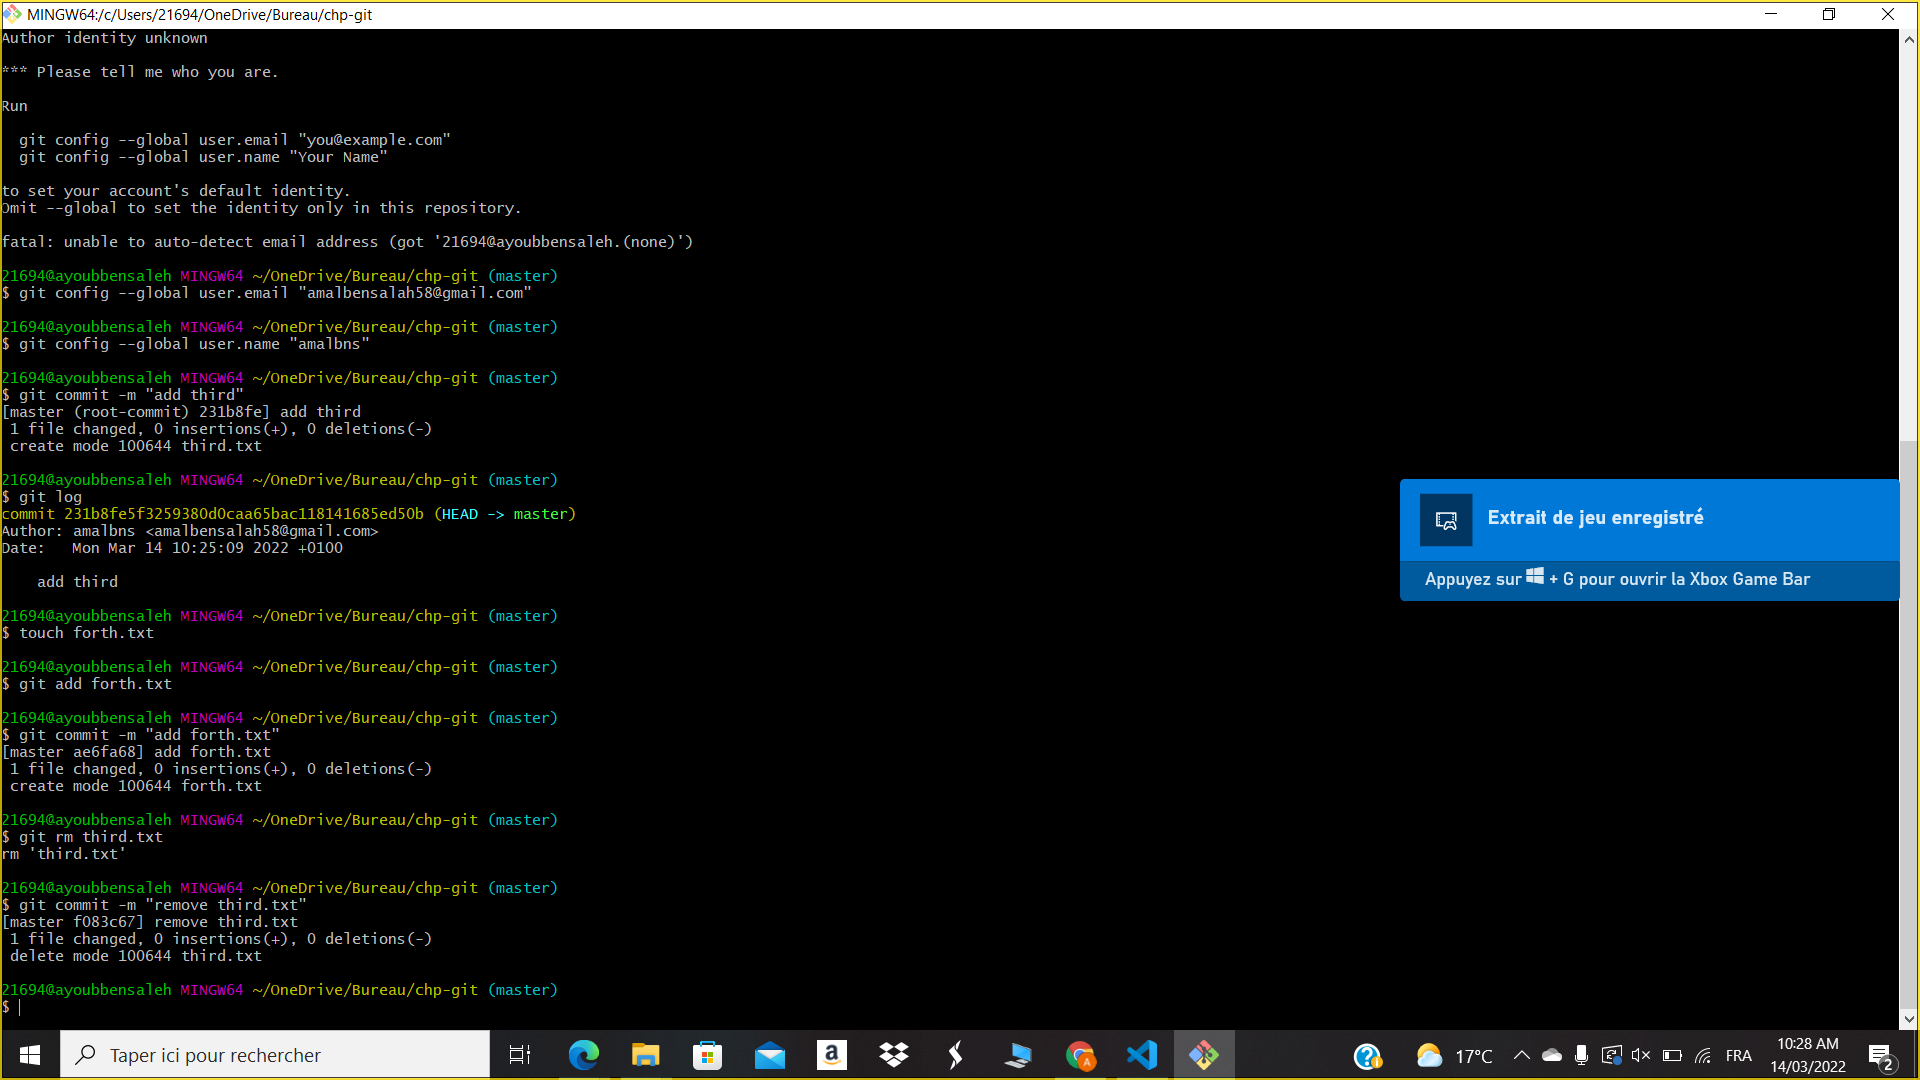 MINGW64:/c/Users/21694/OneDrive/Bureau/chp-git
Author identity unknown
*** Please tell me who you are.
Run
git config --global user.email "you@example.com"
git config --global user.name "Your Name"
to set your account's default identity.
Omit --global to set the identity only in this repository.
fatal: unable to auto-detect email address (got '21694@ayoubbensaleh.(none)')
21694@ayoubbensaleh MINGW64 ~/OneDrive/Bureau/chp-git (master)
$ git config --global user.email "amalbensalah58@gmail.com"
21694@ayoubbensaleh MINGW64 ~/OneDrive/Bureau/chp-git (master)
$ git config --global user.name "amalbns"
21694@ayoubbensaleh MINGW64 ~/OneDrive/Bureau/chp-git (master)
$ git commit -m "add third"
[master (root-commit) 231b8fe] add third
1 file changed, 0 insertions(+), 0 deletions(-)
create mode 100644 third.txt
21694@ayoubbensaleh MINGW64 ~/OneDrive/Bureau/chp-git (master)
$ git log
commit 231b8fe5f3259380d0caa65bac118141685ed50b (HEAD -> master)
Author: amalbns <amalbensalah58@gmail.com>
Date:   Mon Mar 14 10:25:09 2022 +0100
add third
21694@ayoubbensaleh MINGW64 ~/OneDrive/Bureau/chp-git (master)
$ touch forth.txt
21694@ayoubbensaleh MINGW64 ~/OneDrive/Bureau/chp-git (master)
$ git add forth.txt
21694@ayoubbensaleh MINGW64 ~/OneDrive/Bureau/chp-git (master)
$ git commit -m "add forth.txt"
[master ae6fa68] add forth.txt
1 file changed, 0 insertions(+), 0 deletions(-)
create mode 100644 forth.txt
21694@ayoubbensaleh MINGW64 ~/OneDrive/Bureau/chp-git (master)
$ git rm third.txt
rm 'third.txt'
21694@ayoubbensaleh MINGW64 ~/OneDrive/Bureau/chp-git (master)
$ git commit -m "remove third.txt"
[master f083c67] remove third.txt
1 file changed, 0 insertions(+), 0 deletions(-)
delete mode 100644 third.txt
21694@ayoubbensaleh MINGW64 ~/OneDrive/Bureau/chp-git (master)
$
Extrait de jeu enregistré
Appuyez sur + G pour ouvrir la Xbox Game Bar
Taper ici pour rechercher
a
A
17°C
FRA
10:28 AM
14/03/2022
2